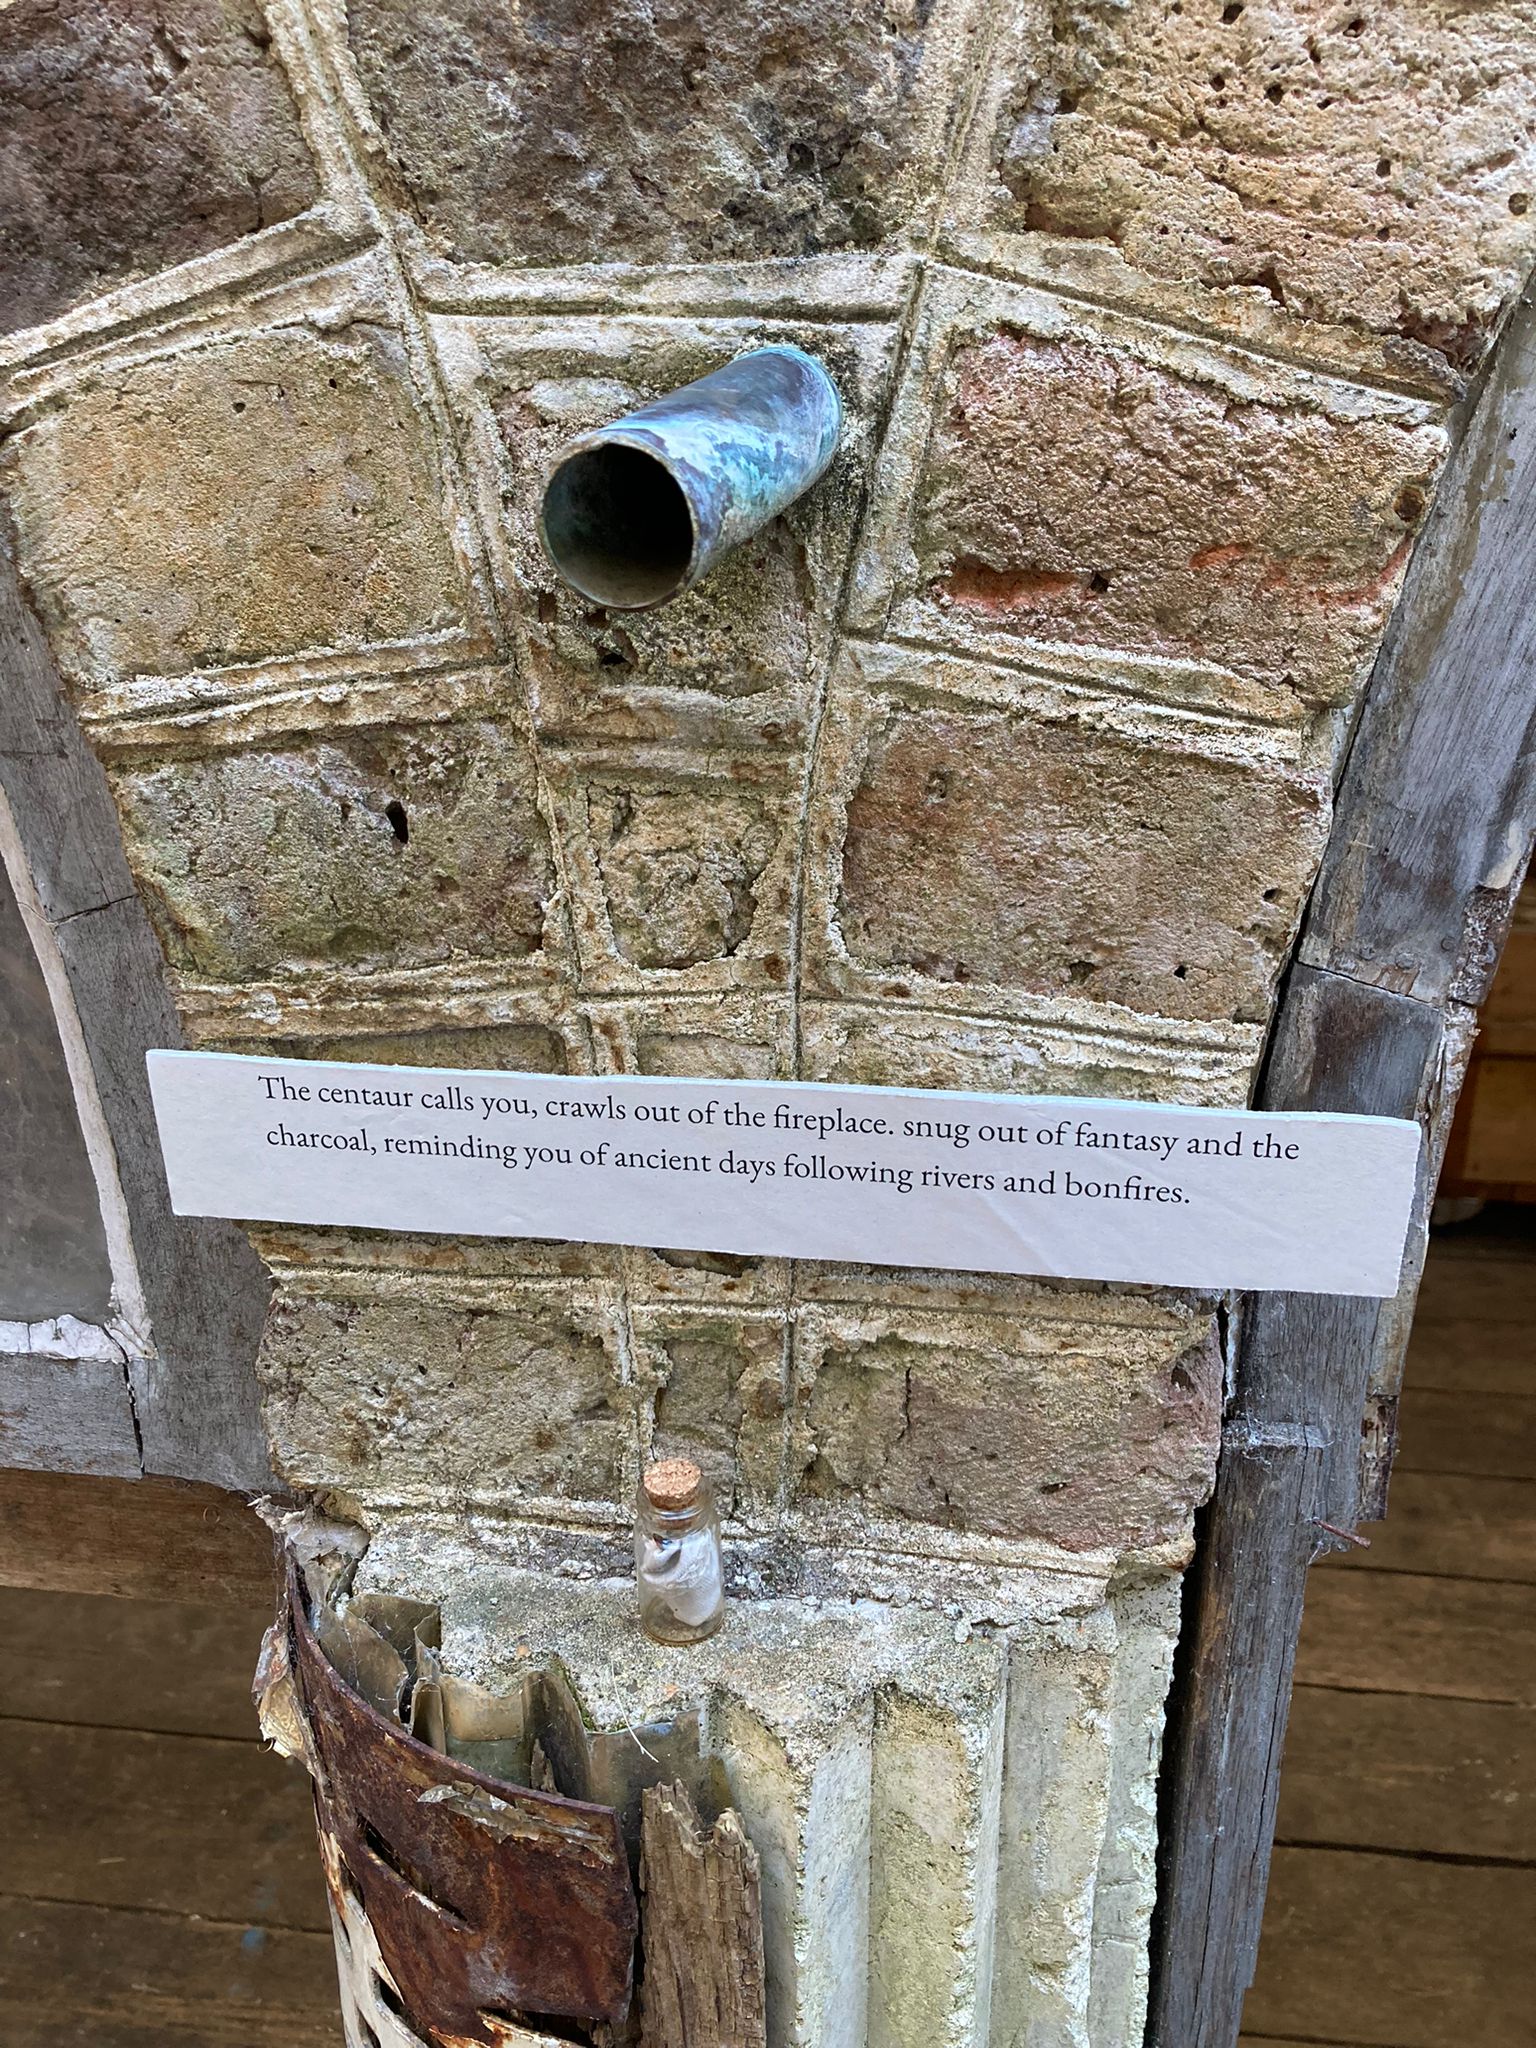 The centaur calls you, crawls out of the fireplace. snug out of fantasy and the
charcoal, reminding you of ancient days following rivers and bonfires.